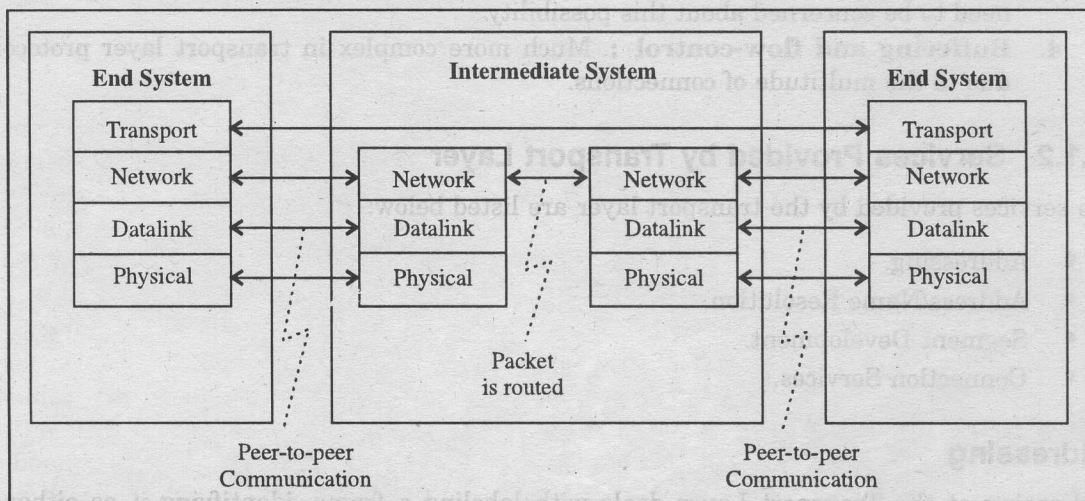 End System
Intermediate System
End System
Transport
Transport
Network
Network
Network
Network
Datalink
Datalink
Datalink
Datalink
Physical
Physical
Physical
Physical
Packet
is routed
Peer-to-peer
Communication
Peer-to-peer
Communication